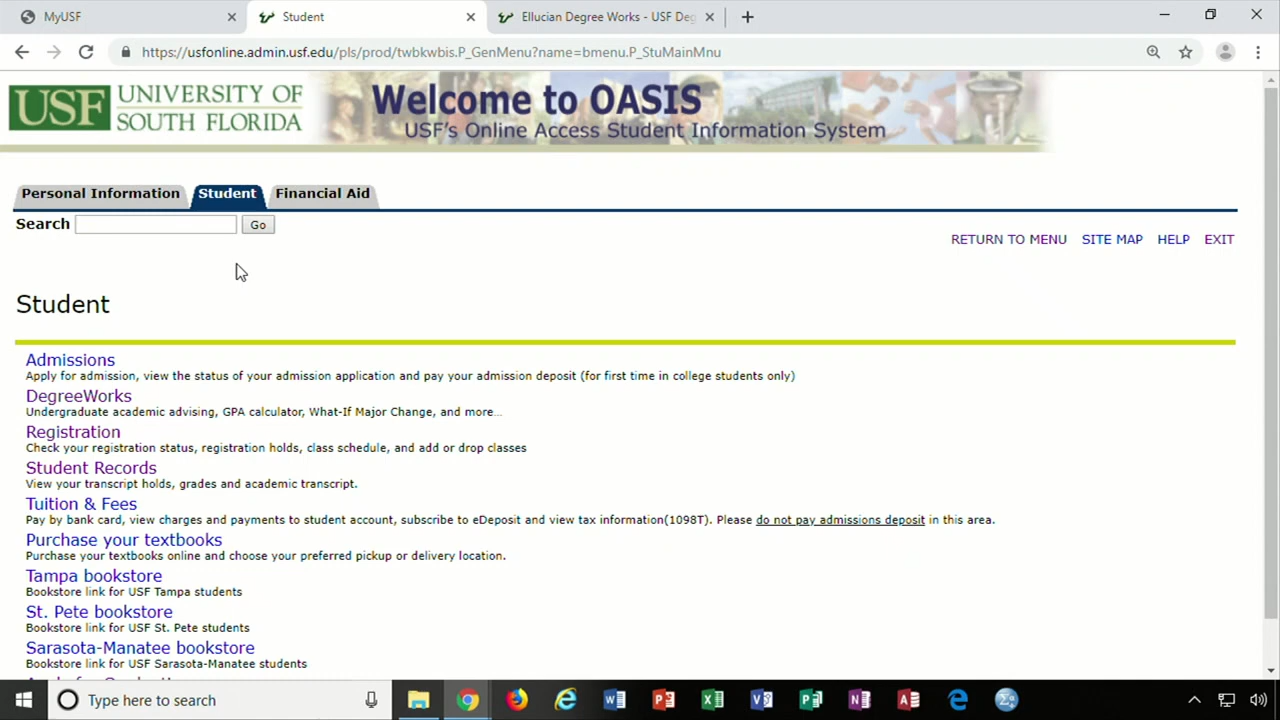 MyUSF
Student
Ellucian Degree Works - USF Deg
https://usfonline.admin.usf.edu/pls/prod/twbkwbis.P_GenMenu?name=bmenu.P_StuMainMnu
USF UNIVERSITY OF SOUTH FLORIDA
Welcome to OASIS
USF's Online Access Student Information System
Personal Information
Student
Financial Aid
Search
Go
RETURN TO MENU SITE MAP HELP EXIT
Student
Admissions
Apply for admission, view the status of your admission application and pay your admission deposit (for first time in college students only)
DegreeWorks
Undergraduate academic advising, GPA calculator, What-If Major Change, and more...
Registration
Check your registration status, registration holds, class schedule, and add or drop classes
Student Records
View your transcript holds, grades and academic transcript.
Tuition & Fees
Pay by bank card, view charges and payments to student account, subscribe to eDeposit and view tax information(1098T). Please do not pay admissions deposit in this area.
Purchase your textbooks
Purchase your textbooks online and choose your preferred pickup or delivery location.
Tampa bookstore
Bookstore link for USF Tampa students
St. Pete bookstore
Bookstore link for USF St. Pete students
Sarasota-Manatee bookstore
Bookstore link for USF Sarasota-Manatee students
Type here to search